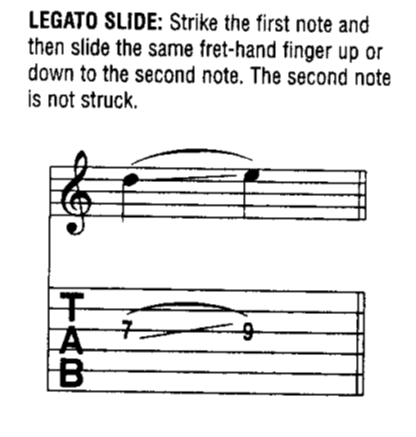 LEGATO SLIDE: Strike the first note and
then slide the same fret-hand finger up or
down to the second note. The second note
is not struck.
T
A
B
7 9